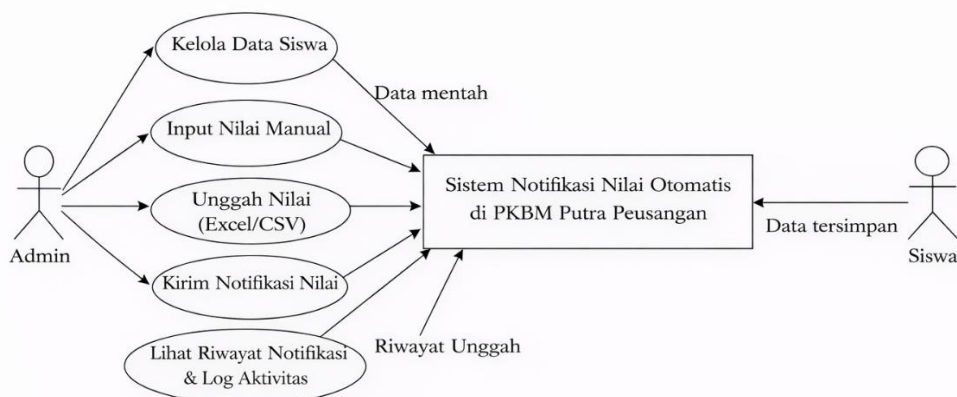 Kelola Data Siswa
Data mentah
Input Nilai Manual
Unggah Nilai
(Excel/CSV)
Sistem Notifikasi Nilai Otomatis
di PKBM Putra Peusangan
Admin
Data tersimpan
Siswa
Kirim Notifikasi Nilai
Riwayat Unggah
Lihat Riwayat Notifikasi
& Log Aktivitas